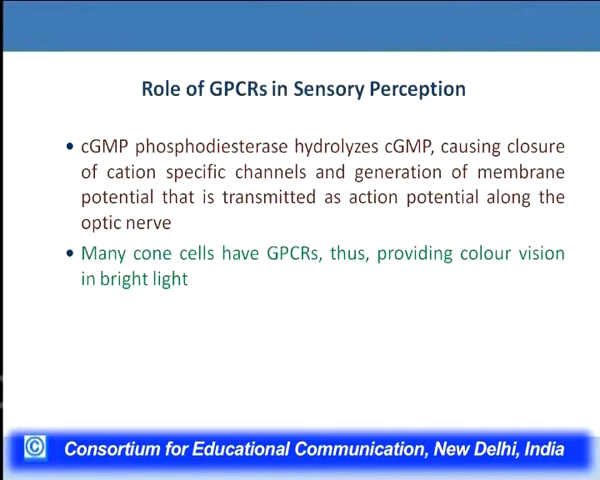 Role of GPCRs in Sensory Perception
• cGMP phosphodiesterase hydrolyzes cGMP, causing closure
of cation specific channels and generation of membrane
potential that is transmitted as action potential along the
optic nerve
• Many cone cells have GPCRs, thus, providing colour vision
in bright light
© Consortium for Educational Communication, New Delhi, India